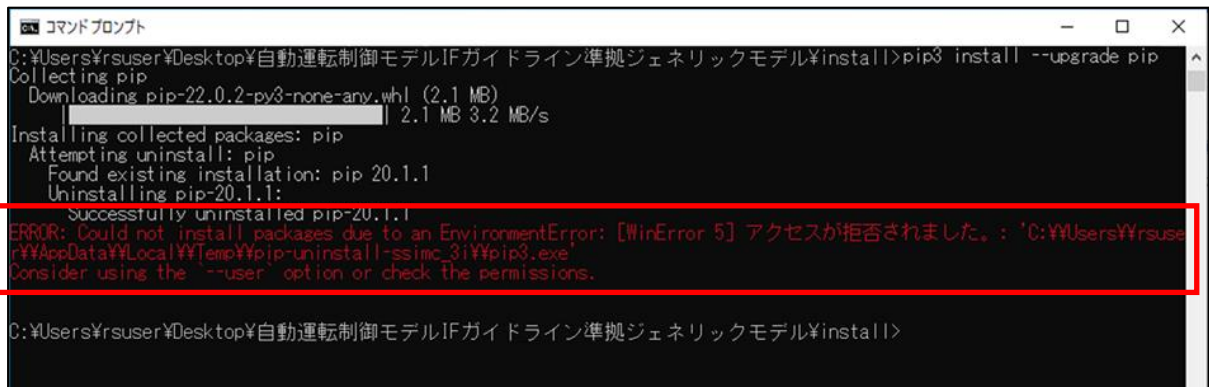 コマンド プロンプト
C:¥Users¥rsuser¥Desktop¥自動運転制御モデルIFガイドライン準拠ジェネリックモデル¥install>pip3 install --upgrade pip
Collecting pip
Downloading pip-22.0.2-py3-none-any.whl (2.1 MB)
| | 2.1 MB 3.2 MB/s
Installing collected packages: pip
Attempting uninstall: pip
Found existing installation: pip 20.1.1
Uninstalling pip-20.1.1:
Successfully uninstalled pip-20.1.1
ERROR: Could not install packages due to an EnvironmentError: [WinError 5] アクセスが拒否されました。: 'C:¥¥Users¥¥rsuse
r¥¥AppData¥¥Local¥¥Temp¥¥pip-uninstall-ssimc_3i¥¥pip3.exe'
Consider using the `--user` option or check the permissions.
C:¥Users¥rsuser¥Desktop¥自動運転制御モデルIFガイドライン準拠ジェネリックモデル¥install>